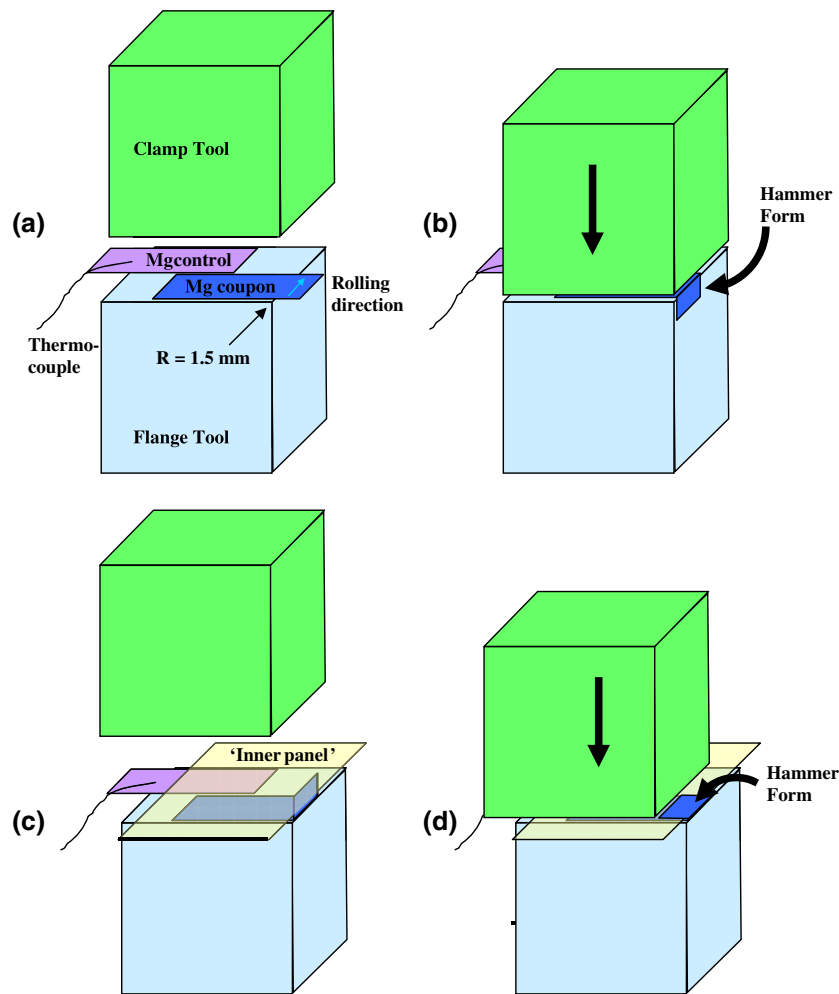 (a)
Clamp Tool
Mgcontrol
Mg coupon
Rolling
direction
Thermo-
couple
R = 1.5 mm
Flange Tool
(b)
Hammer
Form
(c)
‘Inner panel’
(d)
Hammer
Form